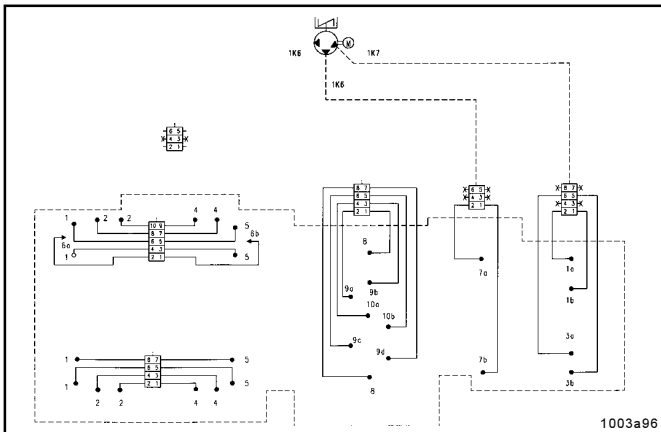 M
1K6 1K7
1K6
6 5
X 4 3 X
2 1
8 7
6 5
4 3
2 1
X 6 5 X
X 4 3 X
2 1
X 8 7 X
6 5
X 4 3 X
2 1
1 2 2 4 4
10 9
5
8 7
6a 6 5 6b
4 3
1 5
2 1
8
7a
1a
9a 9b
1b
10a
10b
9c
9d
3a
7b
3b
8
1 8 7 5
6 5
1 4 3 5
2 1
2 2 4 4
1003a96